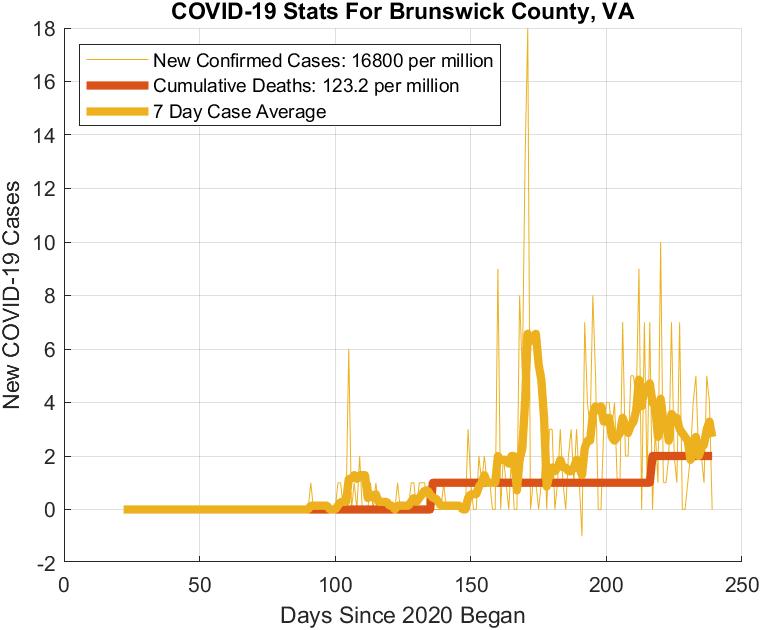 COVID-19 Stats For Brunswick County, VA
New Confirmed Cases: 16800 per million
Cumulative Deaths: 123.2 per million
7 Day Case Average
New COVID-19 Cases
18
16
14
12
10
8
6
4
2
0
-2
0 50 100 150 200 250
Days Since 2020 Began